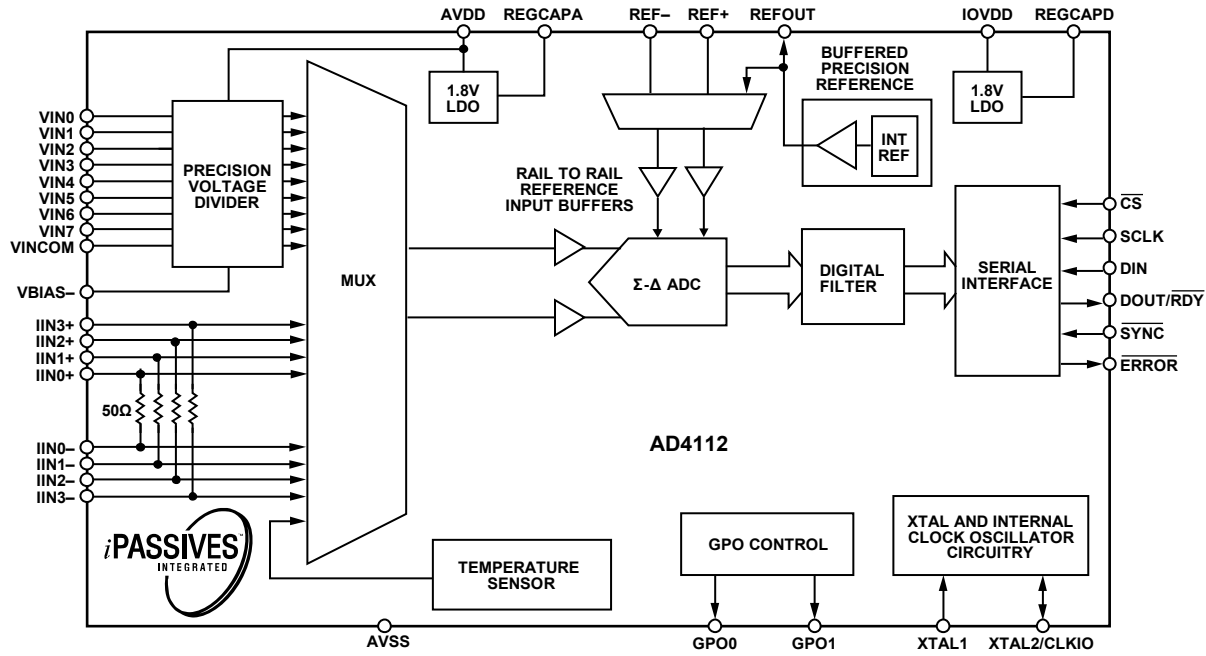 AVDD
REGCAPA
REF–
REF+
REFOUT
IOVDD
REGCAPD
1.8V
LDO
BUFFERED
PRECISION
REFERENCE
INT
REF
1.8V
LDO
VIN0
VIN1
VIN2
VIN3
VIN4
VIN5
VIN6
VIN7
VINCOM
VBIAS–
PRECISION
VOLTAGE
DIVIDER
RAIL TO RAIL
REFERENCE
INPUT BUFFERS
MUX
Σ-Δ ADC
DIGITAL
FILTER
SERIAL
INTERFACE
CS
SCLK
DIN
DOUT/RDY
SYNC
ERROR
IIN3+
IIN2+
IIN1+
IIN0+
50Ω
IIN0–
IIN1–
IIN2–
IIN3–
AD4112
iPASSIVES™
INTEGRATED
TEMPERATURE
SENSOR
GPO CONTROL
XTAL AND INTERNAL
CLOCK OSCILLATOR
CIRCUITRY
AVSS
GPO0
GPO1
XTAL1
XTAL2/CLKIO